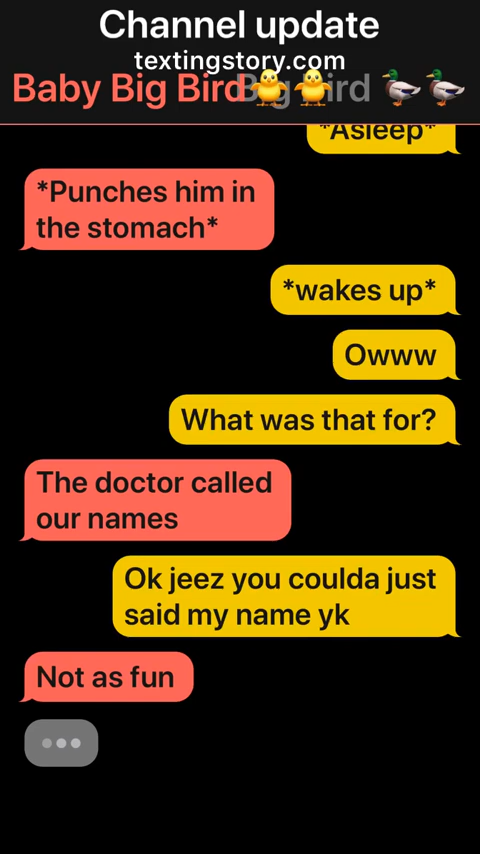 Channel update
textingstory.com
Baby Big Bird🐥🐥 Big Bird 🦆🦆
*Asleep*
*Punches him in
the stomach*
*wakes up*
Owww
What was that for?
The doctor called
our names
Ok jeez you coulda just
said my name yk
Not as fun